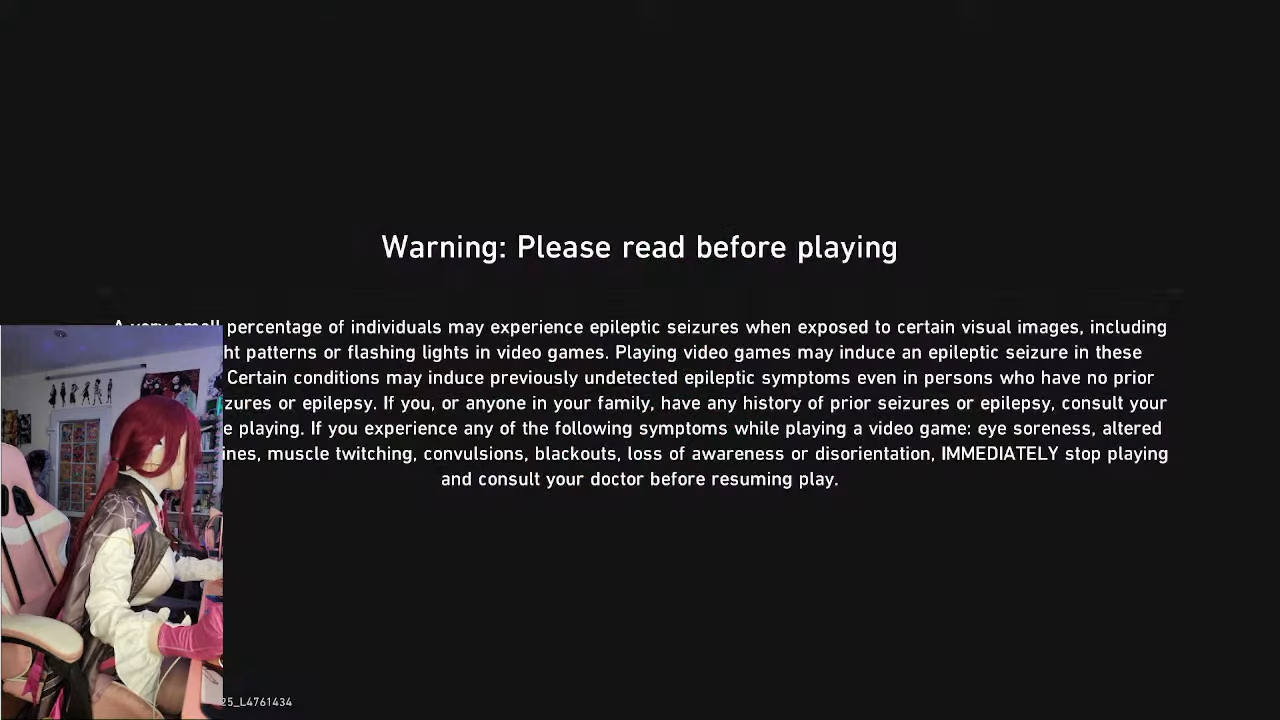 Warning: Please read before playing
percentage of individuals may experience epileptic seizures when exposed to certain visual images, including
patterns or flashing lights in video games. Playing video games may induce an epileptic seizure in these
Certain conditions may induce previously undetected epileptic symptoms even in persons who have no prior
or epilepsy. If you, or anyone in your family, have any history of prior seizures or epilepsy, consult your
playing. If you experience any of the following symptoms while playing a video game: eye soreness, altered
muscle twitching, convulsions, blackouts, loss of awareness or disorientation, IMMEDIATELY stop playing
and consult your doctor before resuming play.
25_L4761434